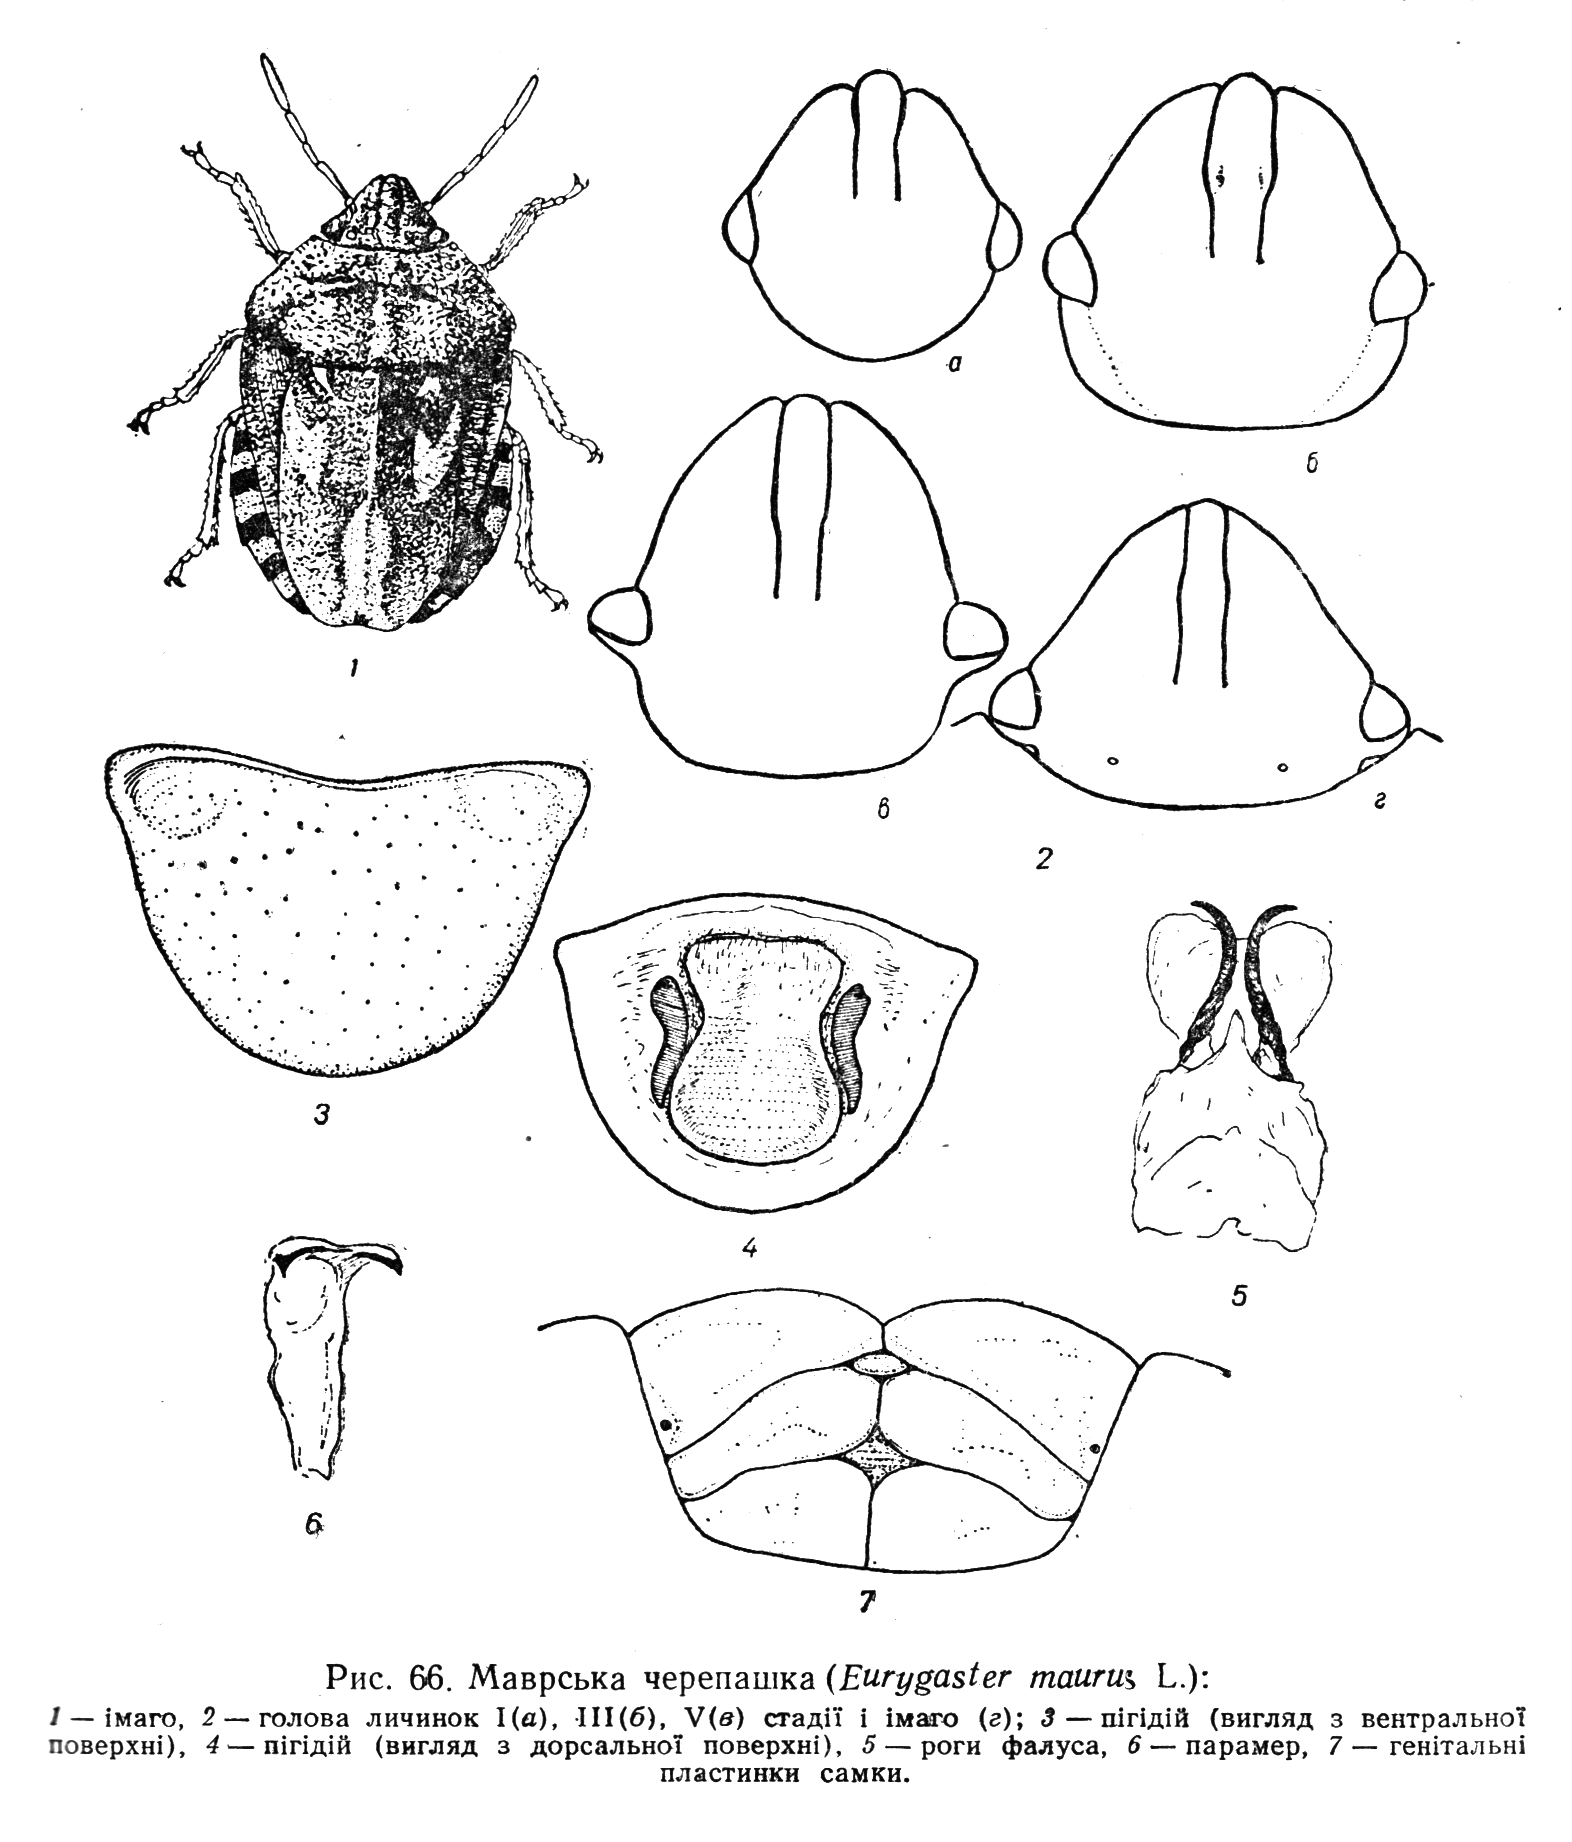 а
б
1
в
г
2
3
4
5
6
7
Рис. 66. Маврська черепашка (Eurygaster maurus L.):
1 — імаго, 2 — голова личинок I(а), III(б), V(в) стадії і імаго (г); 3 — пігідій (вигляд з вентральної
поверхні), 4 — пігідій (вигляд з дорсальної поверхні), 5 — роги фалуса, 6 — парамер, 7 — генітальні
пластинки самки.